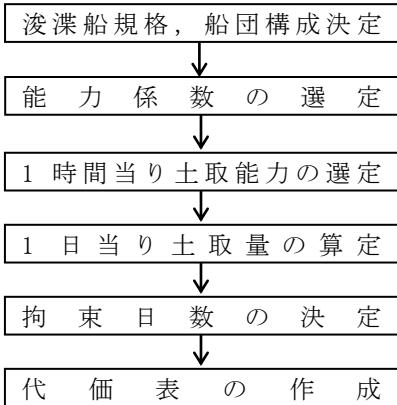 浚渫船規格，船団構成決定
能力係数の選定
1時間当り土取能力の選定
1日当り土取量の算定
拘束日数の決定
代価表の作成